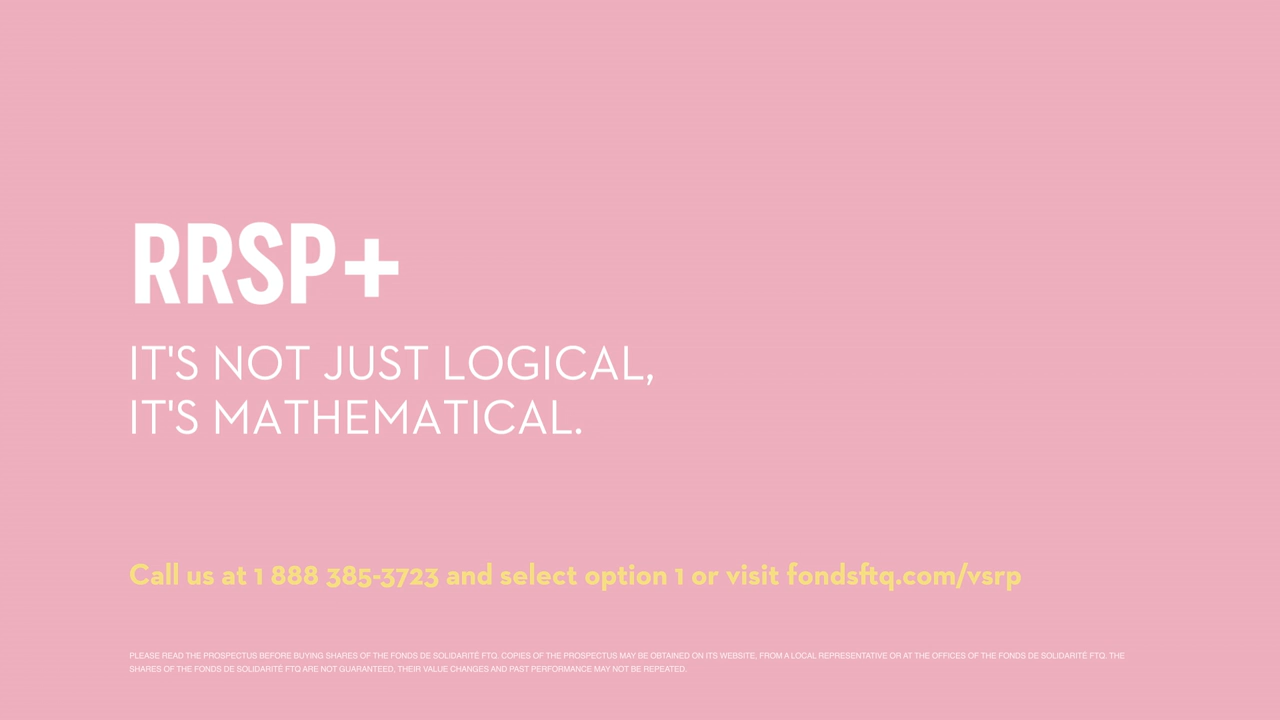 RRSP+
IT'S NOT JUST LOGICAL,
IT'S MATHEMATICAL.
Call us at 1 888 385-3723 and select option 1 or visit fondsftq.com/vsrp
PLEASE READ THE PROSPECTUS BEFORE BUYING SHARES OF THE FONDS DE SOLIDARITÉ FTQ. COPIES OF THE PROSPECTUS MAY BE OBTAINED ON ITS WEBSITE, FROM A LOCAL REPRESENTATIVE OR AT THE OFFICES OF THE FONDS DE SOLIDARITÉ FTQ. THE
SHARES OF THE FONDS DE SOLIDARITÉ FTQ ARE NOT GUARANTEED, THEIR VALUE CHANGES AND PAST PERFORMANCE MAY NOT BE REPEATED.